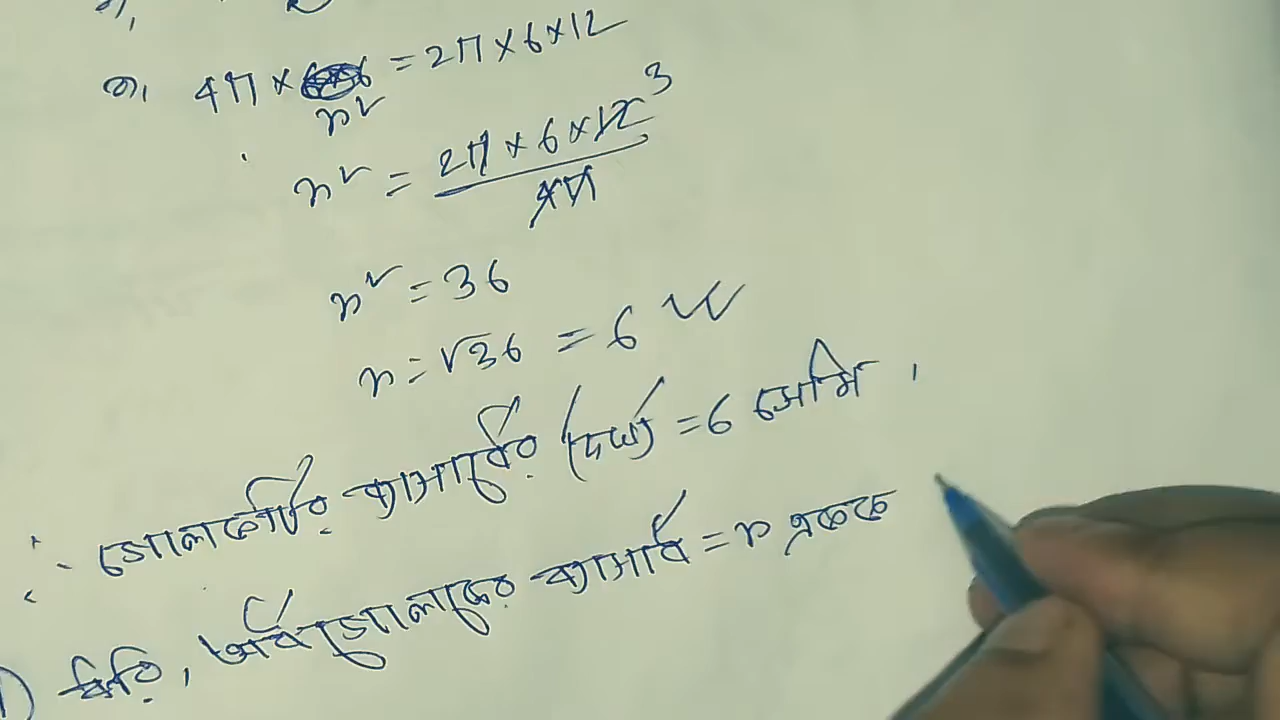 বা, 4π × r² = 2π × 6 × 12
r² = 2π × 6 × 12 3 / 4π
r² = 36
r = √36 = 6
∴ গোলকটির ব্যাসার্ধের (দৈর্ঘ্য) = 6 সেমি ।
ধরি, অর্ধগোলকের ব্যাসার্ধ = r একক